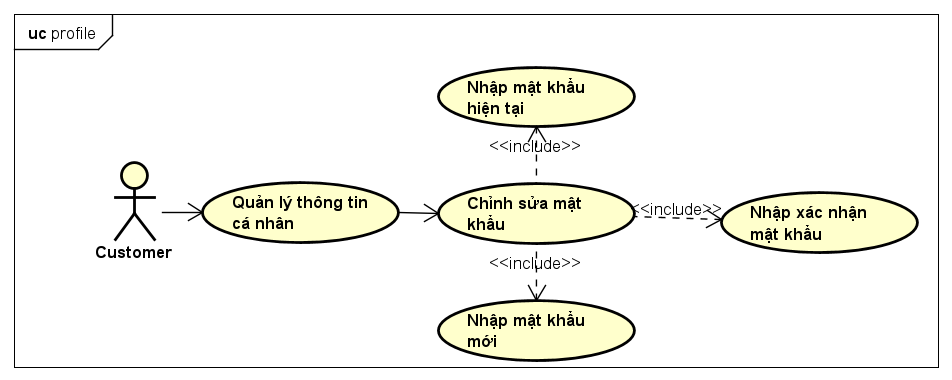 uc profile
Nhập mật khẩu
hiện tại
<<include>>
Quản lý thông tin
cá nhân
Chỉnh sửa mật
khẩu
<<include>>
Nhập xác nhận
mật khẩu
Customer
<<include>>
Nhập mật khẩu
mới